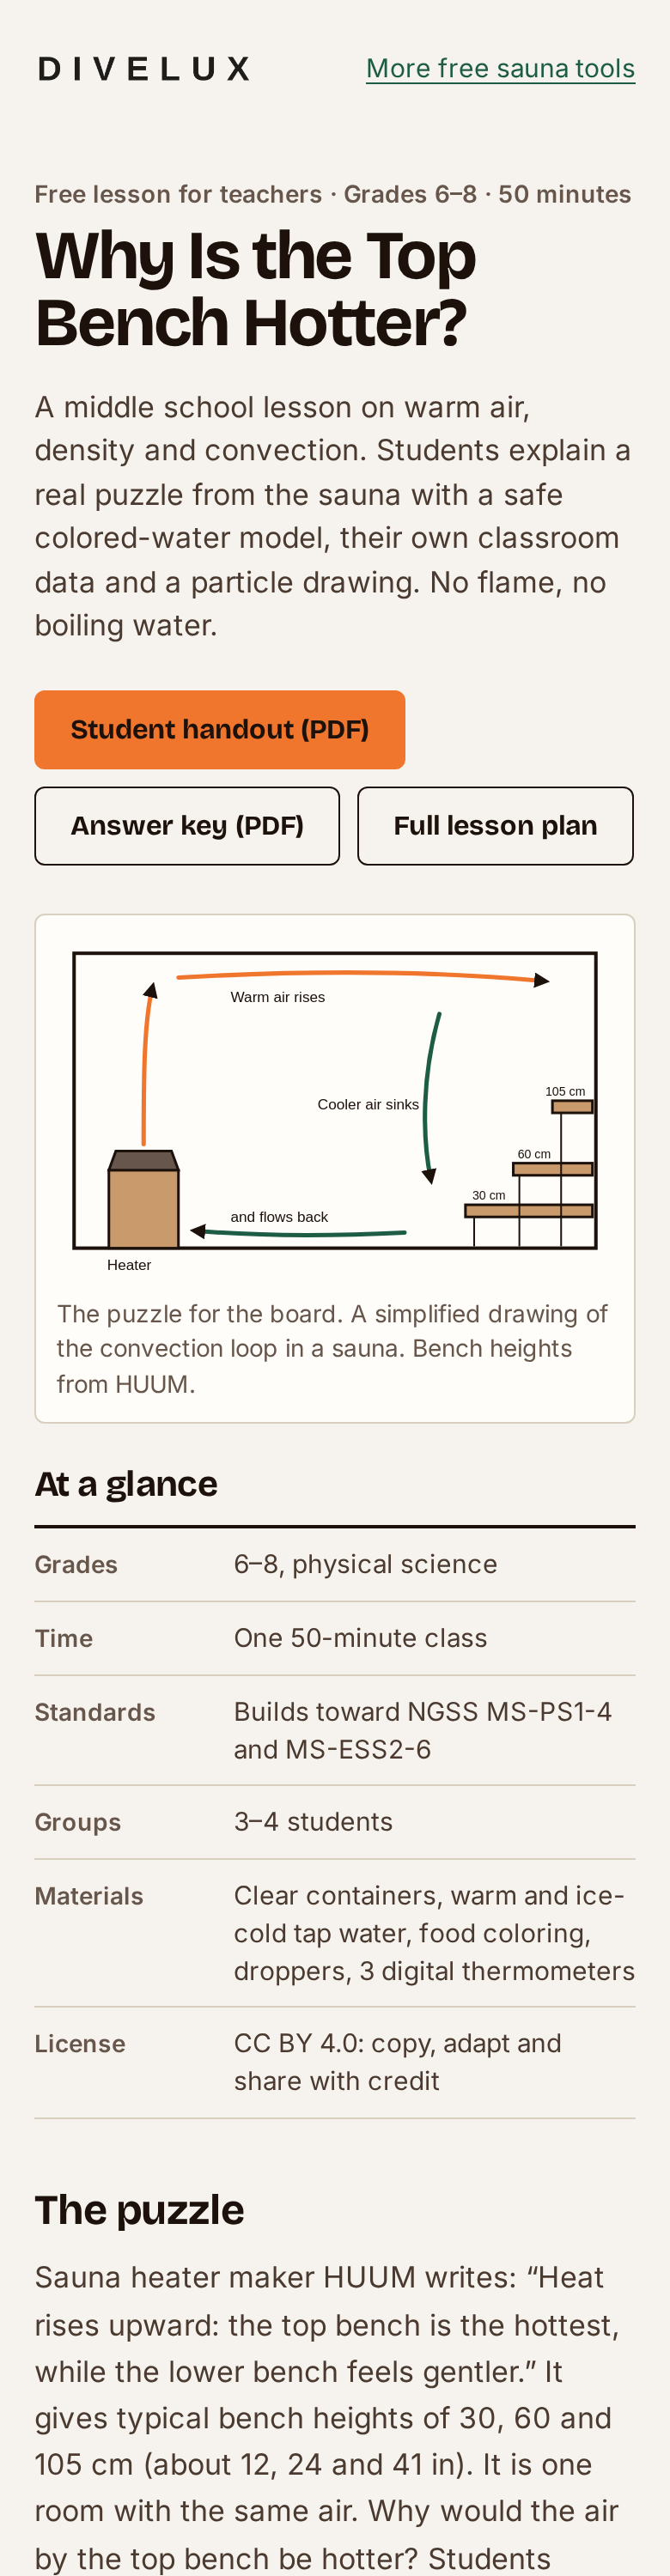 DIVELUX
More free sauna tools
Free lesson for teachers · Grades 6–8 · 50 minutes
Why Is the Top
Bench Hotter?
A middle school lesson on warm air,
density and convection. Students explain a
real puzzle from the sauna with a safe
colored-water model, their own classroom
data and a particle drawing. No flame, no
boiling water.
Student handout (PDF)
Answer key (PDF)
Full lesson plan
Warm air rises
Cooler air sinks
105 cm
60 cm
30 cm
and flows back
Heater
The puzzle for the board. A simplified drawing of
the convection loop in a sauna. Bench heights
from HUUM.
At a glance
Grades
6–8, physical science
Time
One 50-minute class
Standards
Builds toward NGSS MS-PS1-4
and MS-ESS2-6
Groups
3–4 students
Materials
Clear containers, warm and ice-
cold tap water, food coloring,
droppers, 3 digital thermometers
License
CC BY 4.0: copy, adapt and
share with credit
The puzzle
Sauna heater maker HUUM writes: “Heat
rises upward: the top bench is the hottest,
while the lower bench feels gentler.” It
gives typical bench heights of 30, 60 and
105 cm (about 12, 24 and 41 in). It is one
room with the same air. Why would the air
by the top bench be hotter? Students